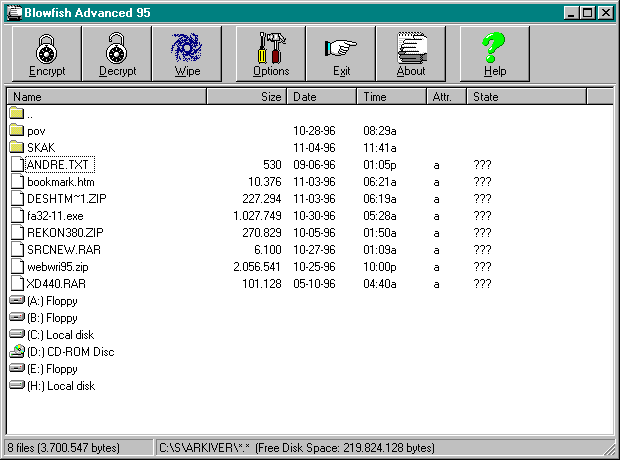 Blowfish Advanced 95
Encrypt Decrypt Wipe Options Exit About Help
Name Size Date Time Attr. State
..
pov 10-28-96 08:29a
SKAK 11-04-96 11:41a
ANDRE.TXT 530 09-06-96 01:05p a ???
bookmark.htm 10.376 11-03-96 06:21a a ???
DESHTM~1.ZIP 227.294 11-03-96 06:19a a ???
fa32-11.exe 1.027.749 10-30-96 05:28a a ???
REKON380.ZIP 270.829 10-05-96 01:50a a ???
SRCNEW.RAR 6.100 10-27-96 01:09a a ???
webwri95.zip 2.056.541 10-25-96 10:00p a ???
XD440.RAR 101.128 05-10-96 04:40a a ???
(A:) Floppy
(B:) Floppy
(C:) Local disk
(D:) CD-ROM Disc
(E:) Floppy
(H:) Local disk
8 files (3.700.547 bytes) C:\S\ARKIVER\*.* (Free Disk Space: 219.824.128 bytes)